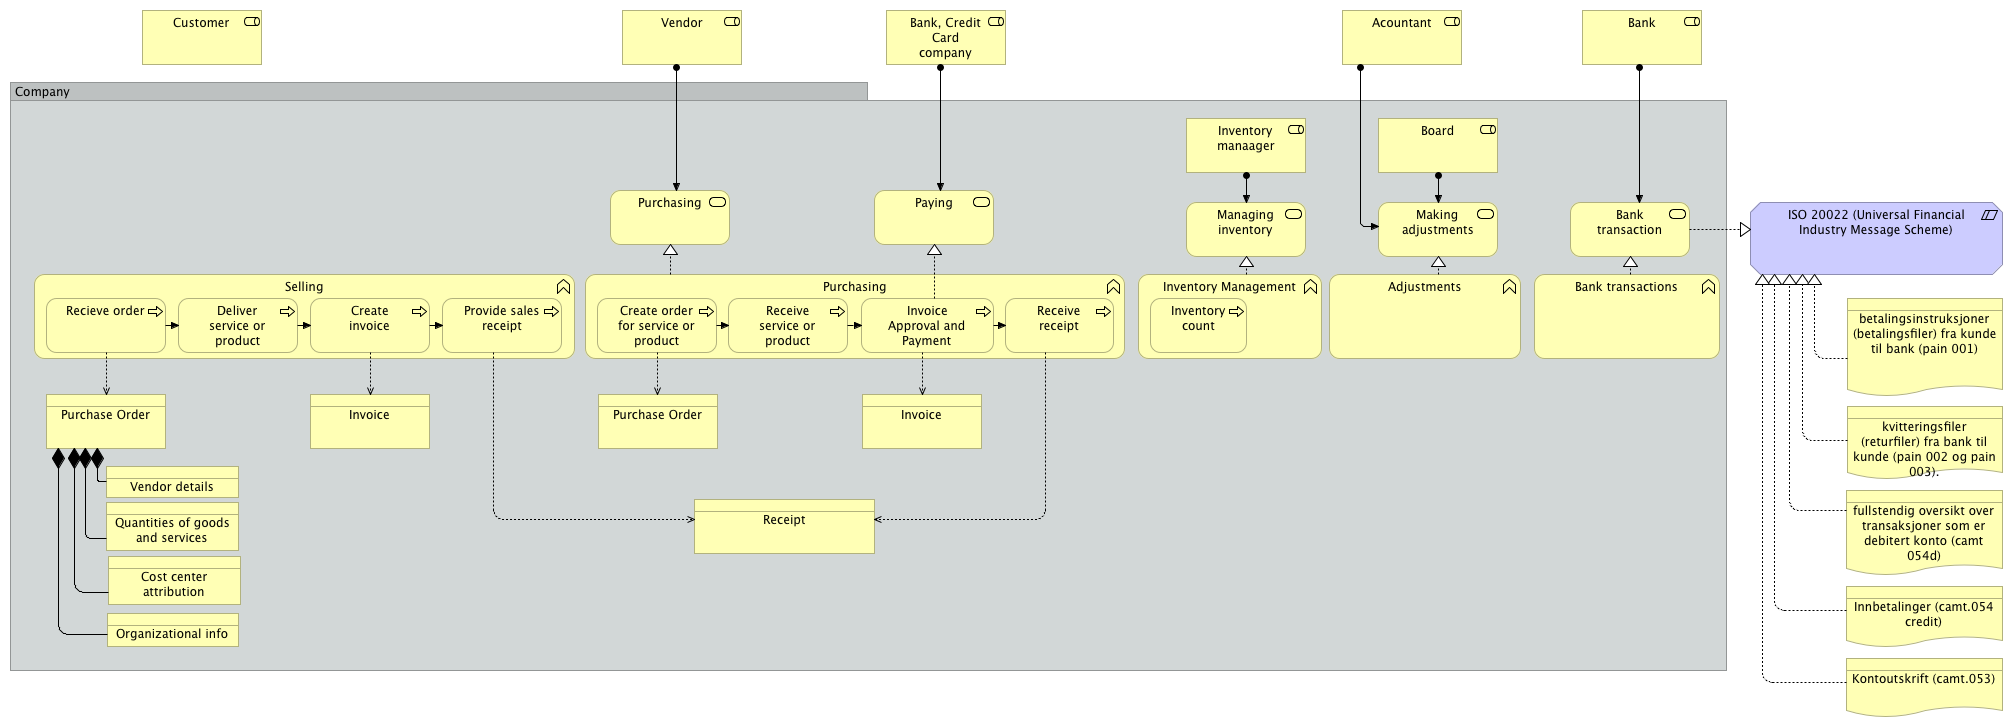 Customer
Vendor
Bank, Credit
Card
company
Acountant
Bank
Company
Inventory
manaager
Board
Purchasing
Paying
Managing
inventory
Making
adjustments
Bank
transaction
ISO 20022 (Universal Financial
Industry Message Scheme)
Selling
Recieve order
Deliver
service or
product
Create
invoice
Provide sales
receipt
Purchasing
Create order
for service or
product
Receive
service or
product
Invoice
Approval and
Payment
Receive
receipt
Inventory Management
Inventory
count
Adjustments
Bank transactions
Purchase Order
Invoice
Purchase Order
Invoice
Vendor details
Quantities of goods
and services
Cost center
attribution
Organizational info
Receipt
betalingsinstruksjoner
(betalingsfiler) fra kunde
til bank (pain 001)
kvitteringsfiler
(returfiler) fra bank til
kunde (pain 002 og pain
003).
fullstendig oversikt over
transaksjoner som er
debitert konto (camt
054d)
Innbetalinger (camt.054
credit)
Kontoutskrift (camt.053)